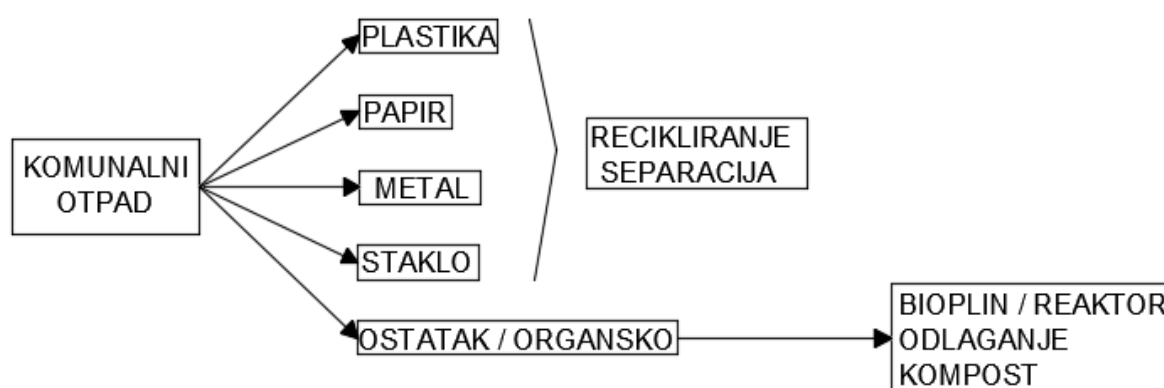 PLASTIKA
PAPIR
KOMUNALNI
OTPAD
METAL
STAKLO
RECIKLIRANJE
SEPARACIJA
OSTATAK / ORGANSKO
BIOPLIN / REAKTOR
ODLAGANJE
KOMPOST